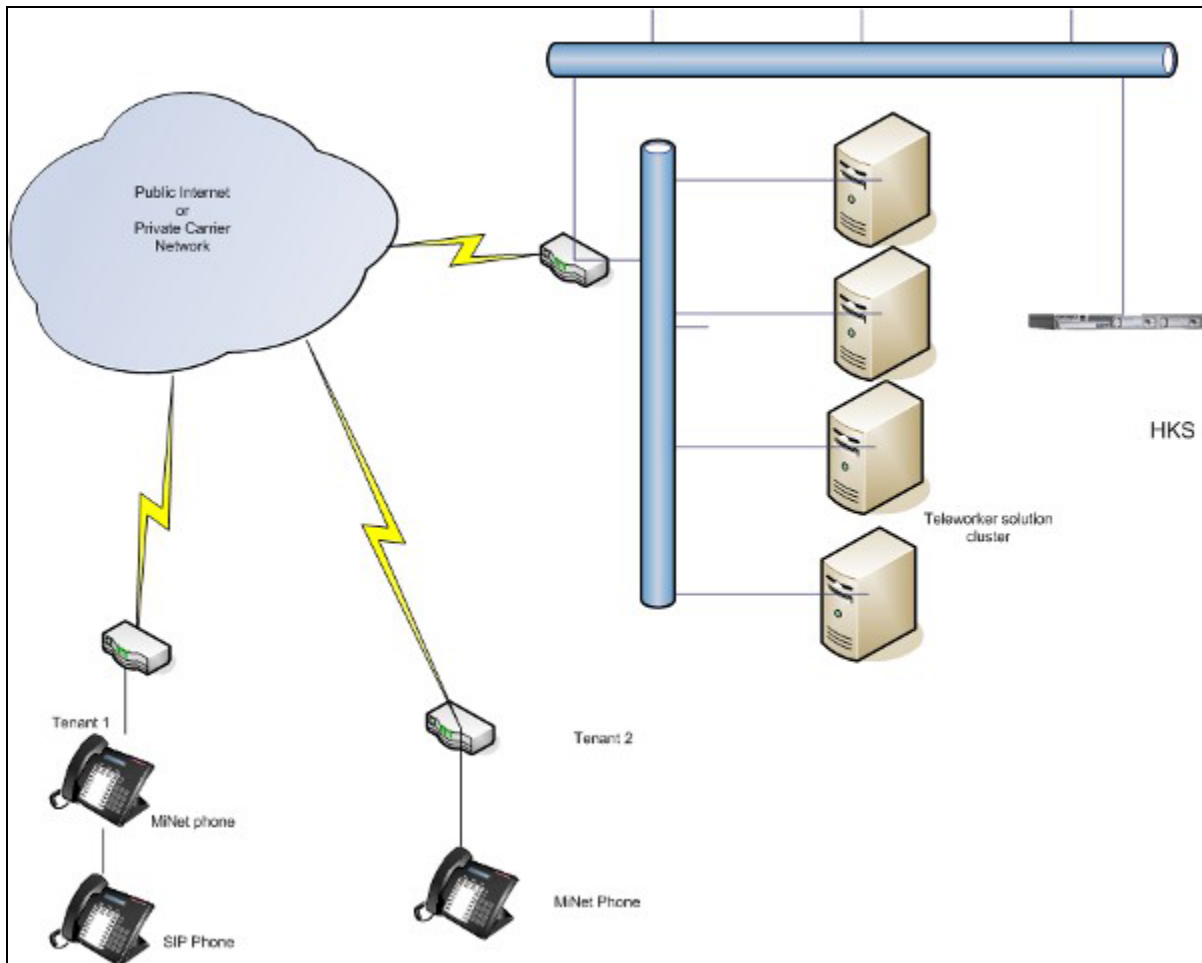 Public Internet
or
Private Carrier
Network
HKS
Teleworker solution
cluster
Tenant 1
Tenant 2
MiNet phone
MiNet Phone
SIP Phone